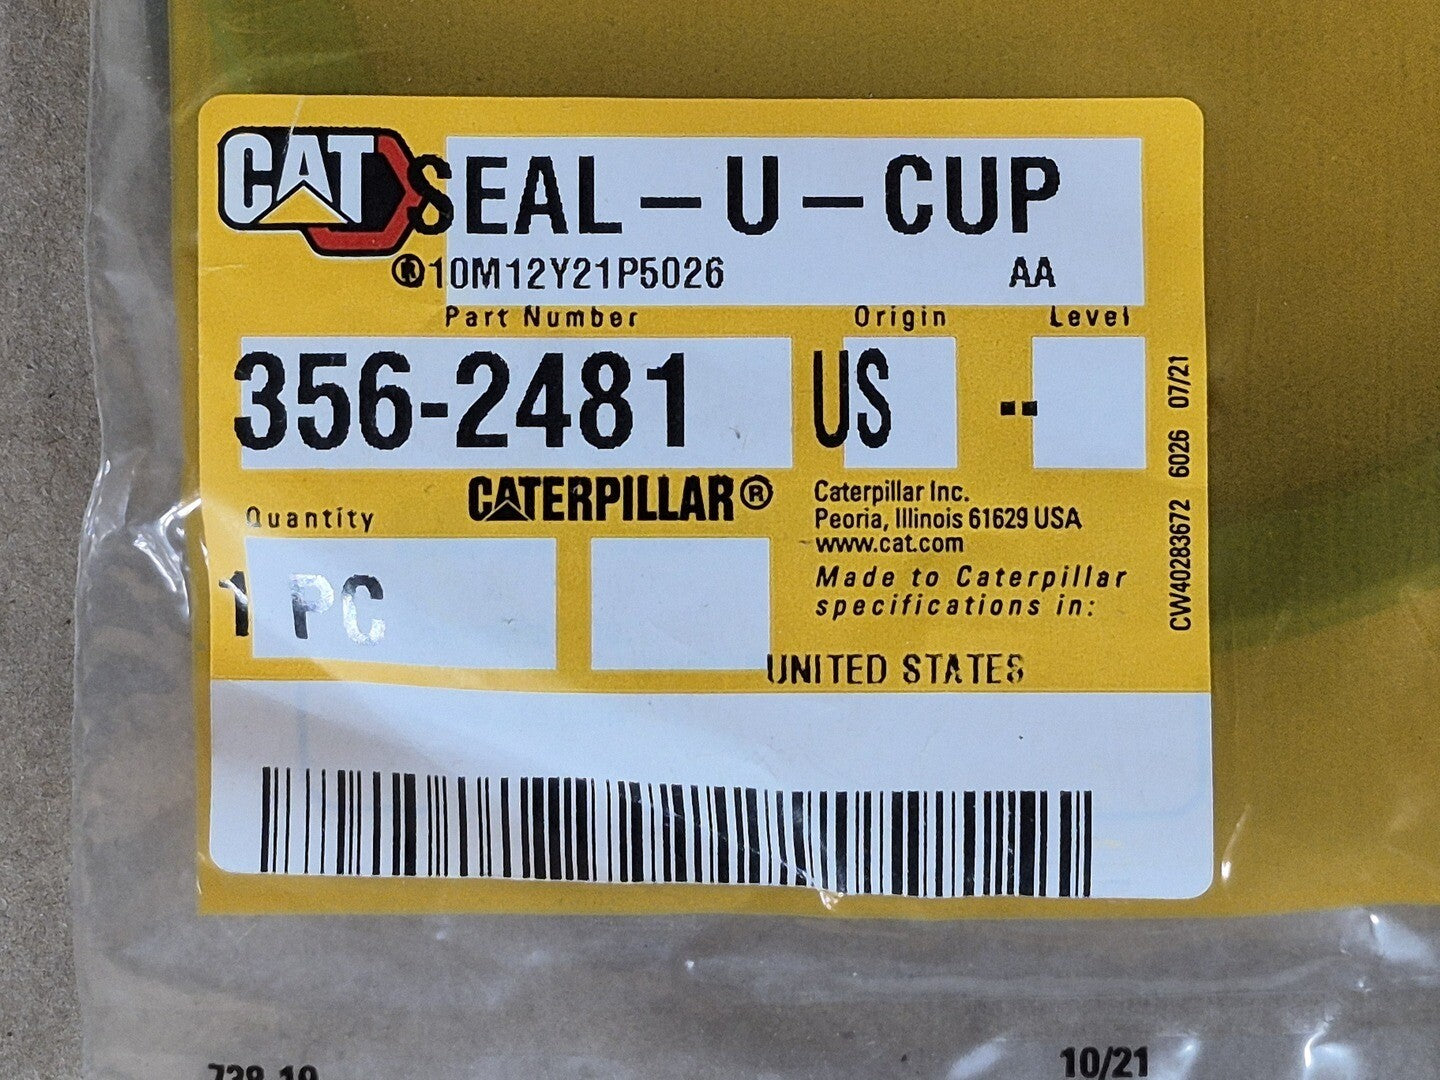 CAT SEAL-U-CUP
®10M12Y21P5026 AA
Part Number Origin Level
356-2481 US --
CATERPILLAR®
Quantity
1 PC
Caterpillar Inc.
Peoria, Illinois 61629 USA
www.cat.com
Made to Caterpillar
specifications in:
UNITED STATES
CW40283672 6026 07/21
10/21